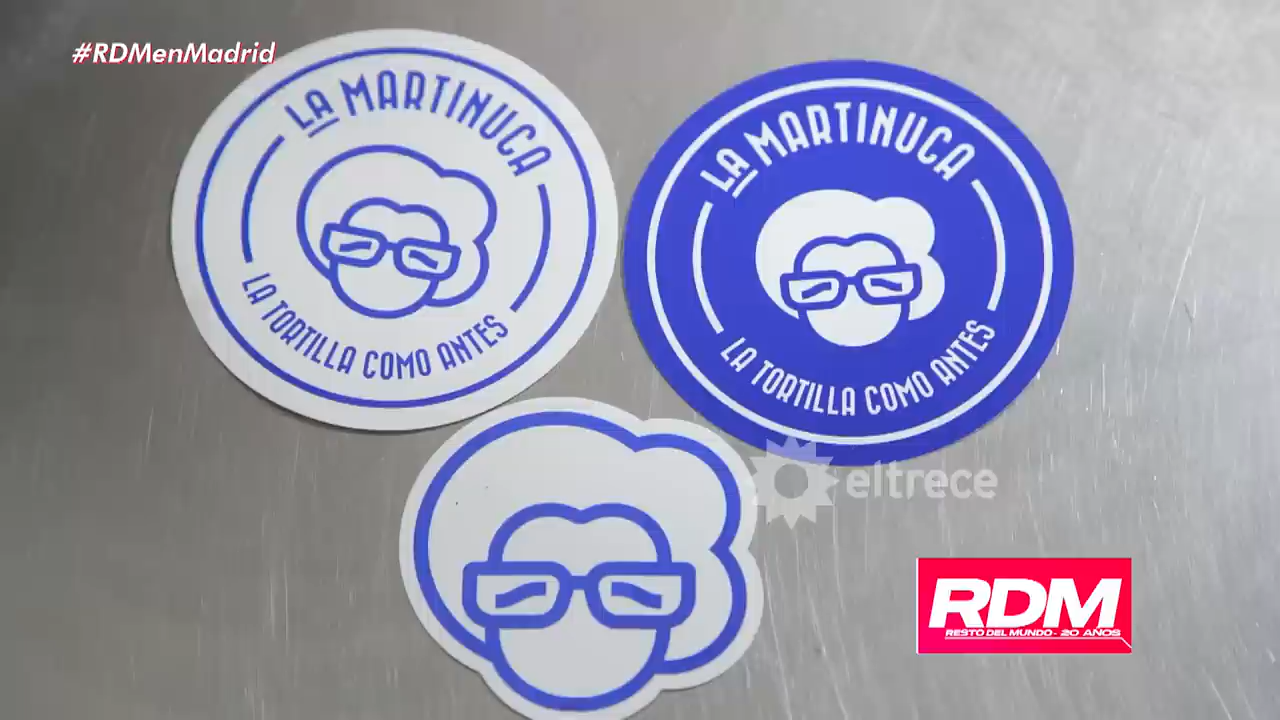 #RDMenMadrid
LA MARTINUCA
LA TORTILLA COMO ANTES
LA MARTINUCA
LA TORTILLA COMO ANTES
eltrece
RDM
RESTO DEL MUNDO - 20 AÑOS